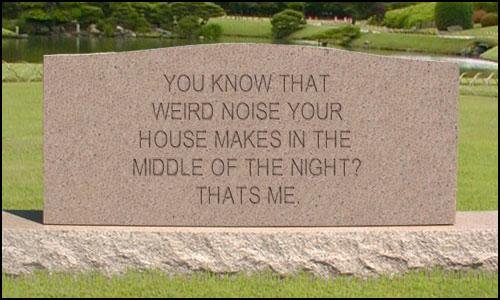 YOU KNOW THAT
WEIRD NOISE YOUR
HOUSE MAKES IN THE
MIDDLE OF THE NIGHT?
THATS ME.